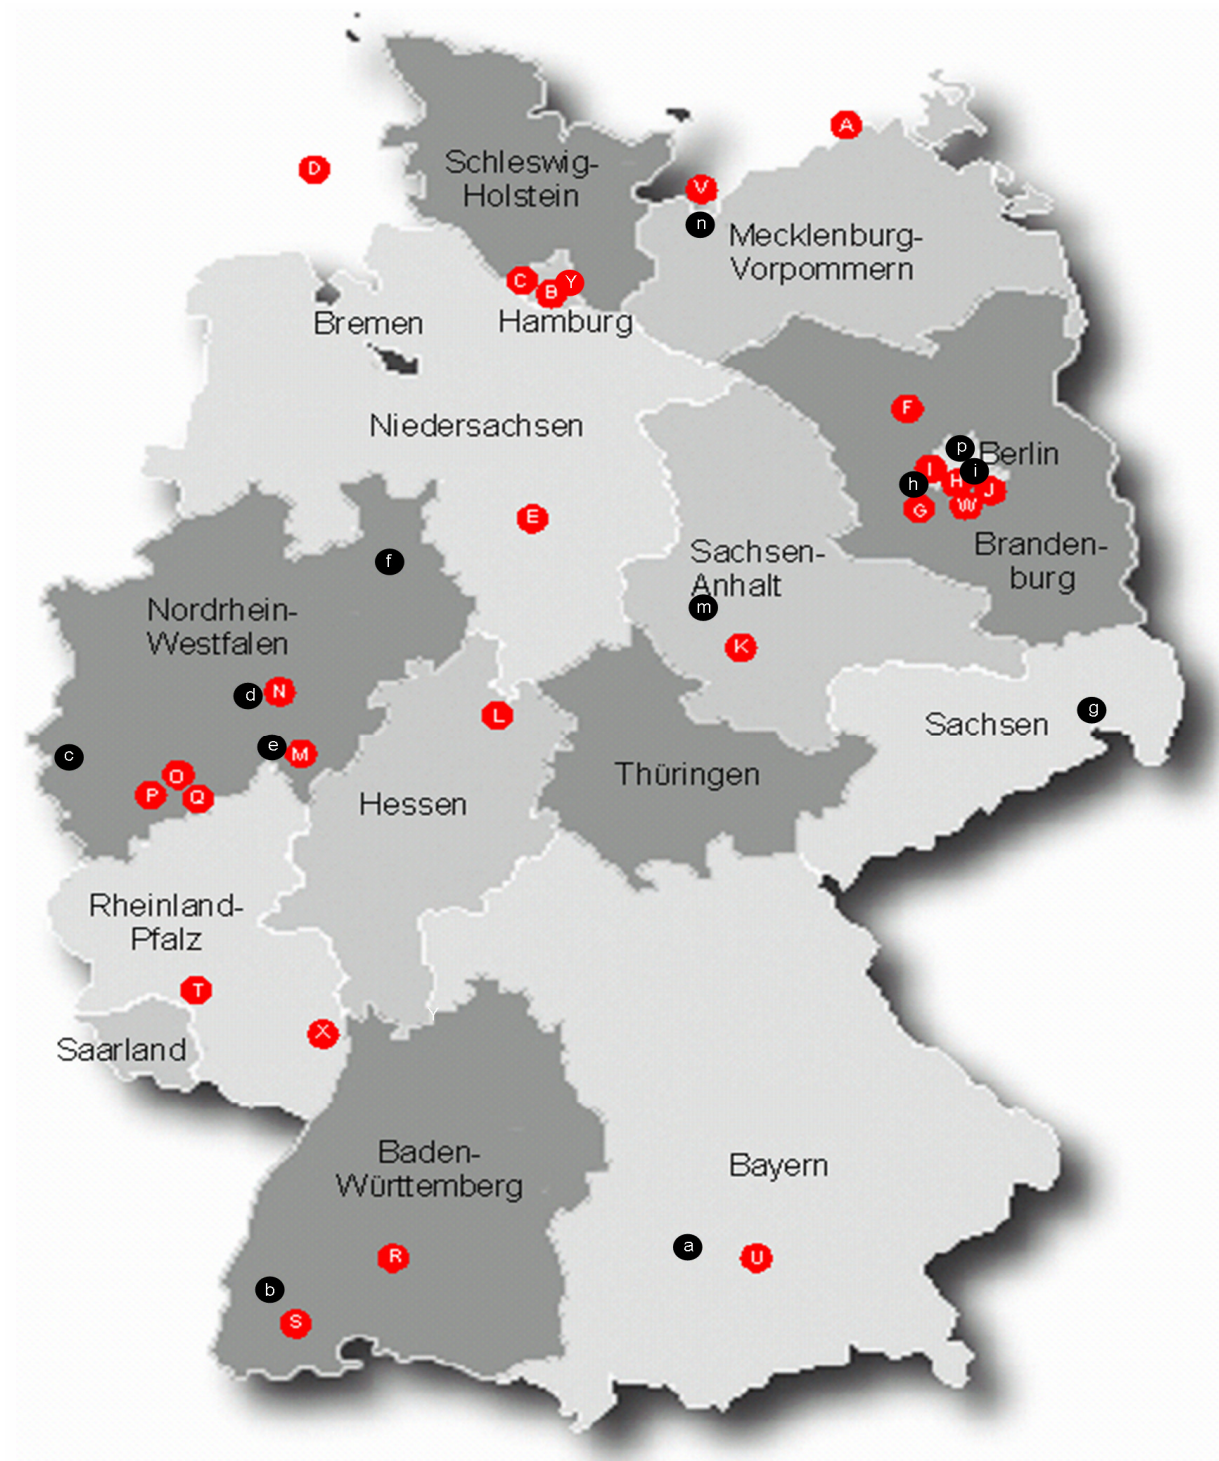 A
D
Schleswig-
Holstein
V
n
Mecklenburg-
Vorpommern
C
B
Y
Bremen
Hamburg
F
Niedersachsen
p
Berlin
I
i
h
H
J
G
W
E
Branden-
burg
Sachsen-
Anhalt
f
m
Nordrhein-
Westfalen
K
d
N
L
g
Sachsen
c
e
M
O
P
Q
Thüringen
Hessen
Rheinland-
Pfalz
T
X
Saarland
Baden-
Württemberg
Bayern
a
U
R
b
S